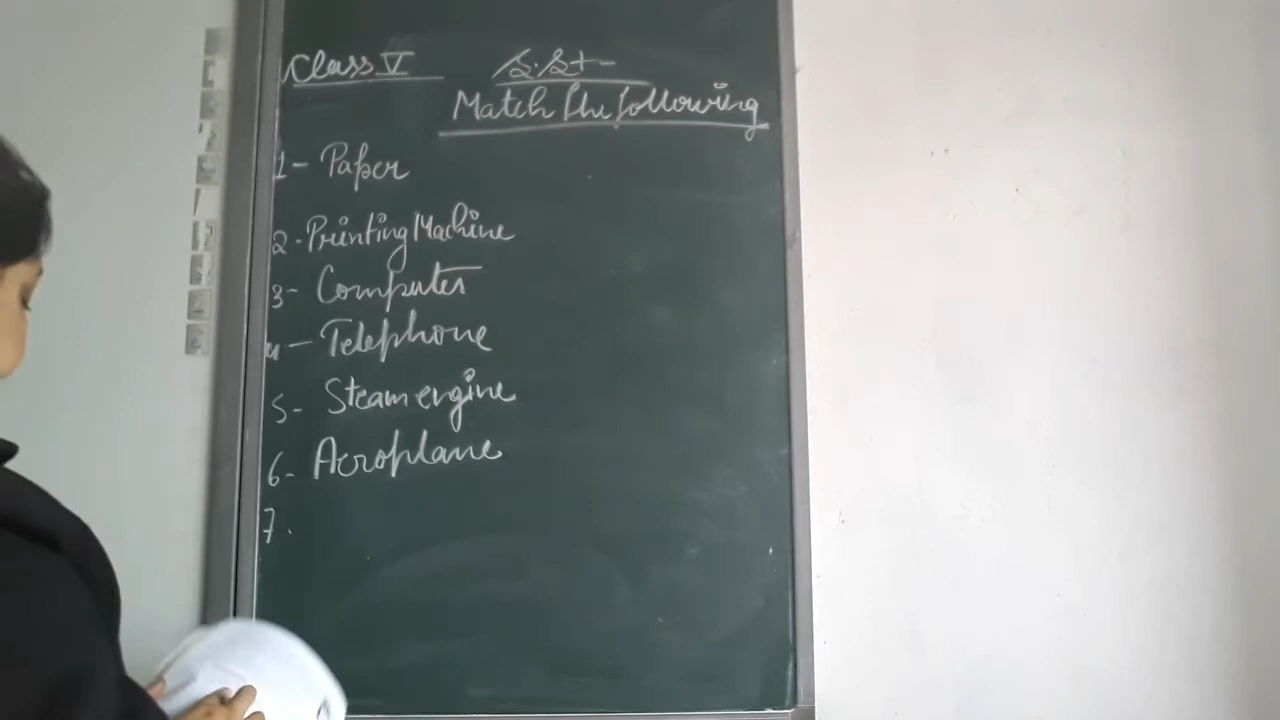 Class V
S.St-
Match the following
1- Paper
2. Printing Machine
3- Computer
4- Telephone
5- Steam engine
6- Aeroplane
7.